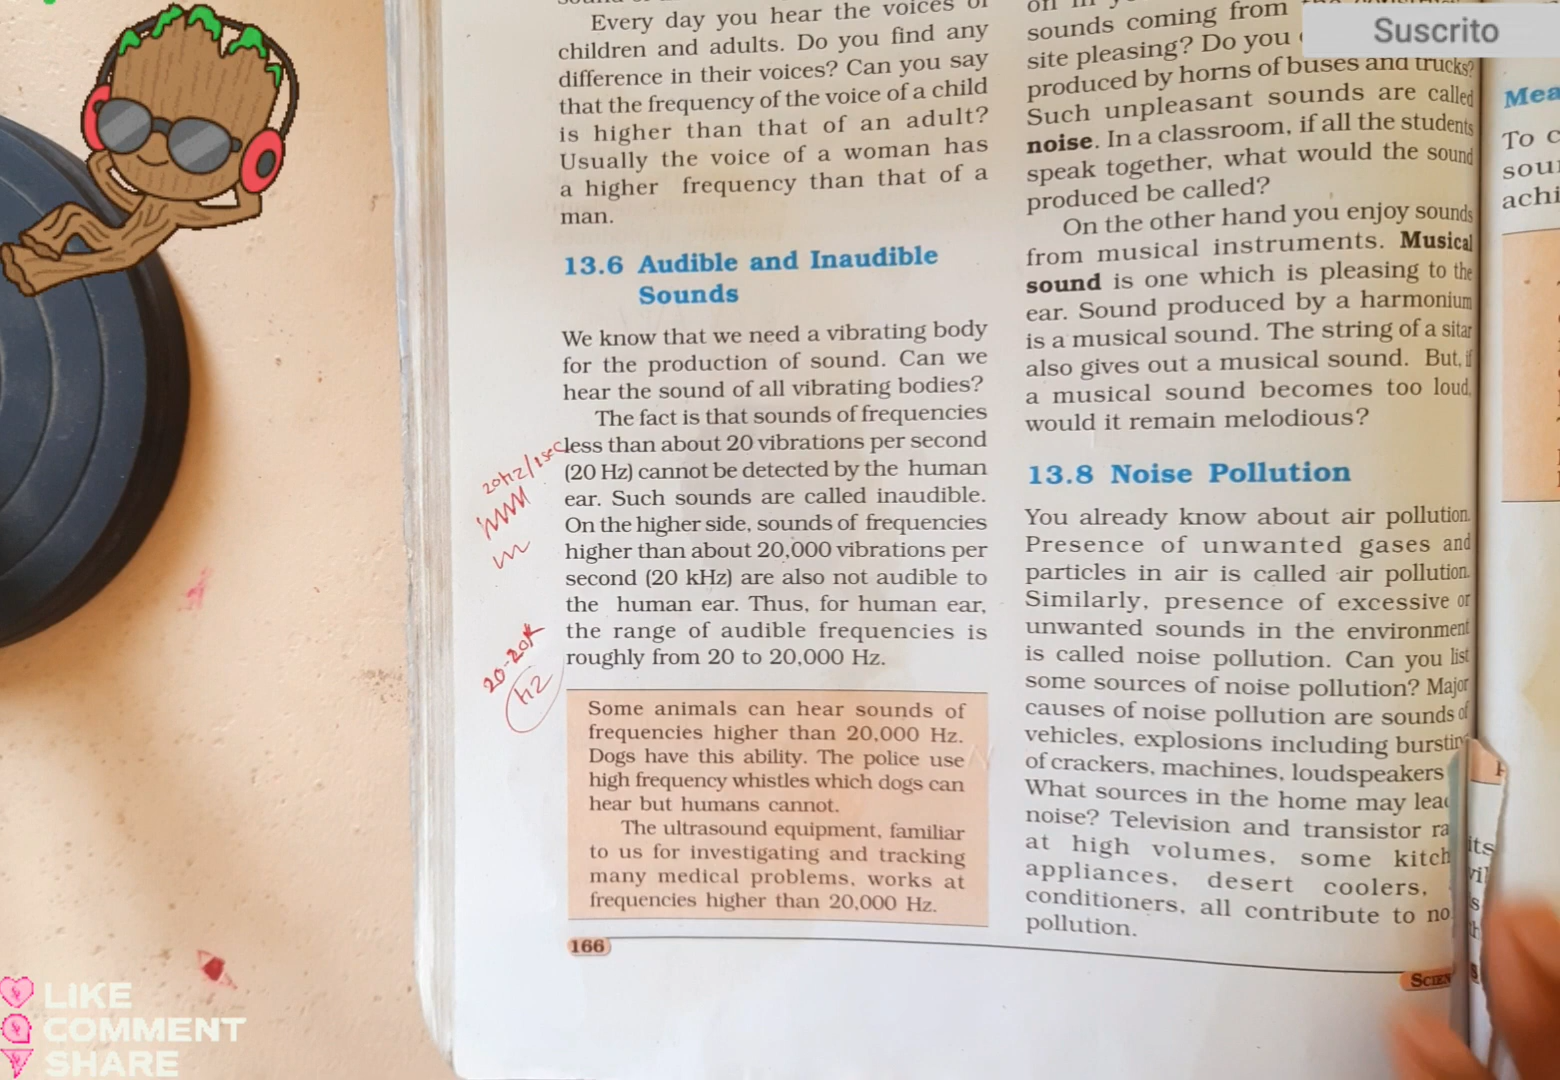 Every day you hear the voices of
children and adults. Do you find any
difference in their voices? Can you say
that the frequency of the voice of a child
is higher than that of an adult?
Usually the voice of a woman has
a higher frequency than that of a
man.
13.6 Audible and Inaudible
Sounds
We know that we need a vibrating body
for the production of sound. Can we
hear the sound of all vibrating bodies?
The fact is that sounds of frequencies
less than about 20 vibrations per second
(20 Hz) cannot be detected by the human
ear. Such sounds are called inaudible.
On the higher side, sounds of frequencies
higher than about 20,000 vibrations per
second (20 kHz) are also not audible to
the human ear. Thus, for human ear,
the range of audible frequencies is
roughly from 20 to 20,000 Hz.
20hz/1sec
20-20k
hz
Some animals can hear sounds of
frequencies higher than 20,000 Hz.
Dogs have this ability. The police use
high frequency whistles which dogs can
hear but humans cannot.
The ultrasound equipment, familiar
to us for investigating and tracking
many medical problems, works at
frequencies higher than 20,000 Hz.
166
sounds coming from
site pleasing? Do you
produced by horns of buses and trucks?
Such unpleasant sounds are called
noise. In a classroom, if all the students
speak together, what would the sound
produced be called?
On the other hand you enjoy sounds
from musical instruments. Musical
sound is one which is pleasing to the
ear. Sound produced by a harmonium
is a musical sound. The string of a sitar
also gives out a musical sound. But, if
a musical sound becomes too loud,
would it remain melodious?
13.8 Noise Pollution
You already know about air pollution.
Presence of unwanted gases and
particles in air is called air pollution.
Similarly, presence of excessive or
unwanted sounds in the environment
is called noise pollution. Can you list
some sources of noise pollution? Major
causes of noise pollution are sounds of
vehicles, explosions including bursting
of crackers, machines, loudspeakers
What sources in the home may lead
noise? Television and transistor ra
at high volumes, some kitch
appliances, desert coolers,
conditioners, all contribute to no
pollution.
SCIEN
Mea
To c
sou
achi
Suscrito
LIKE
COMMENT
SHARE